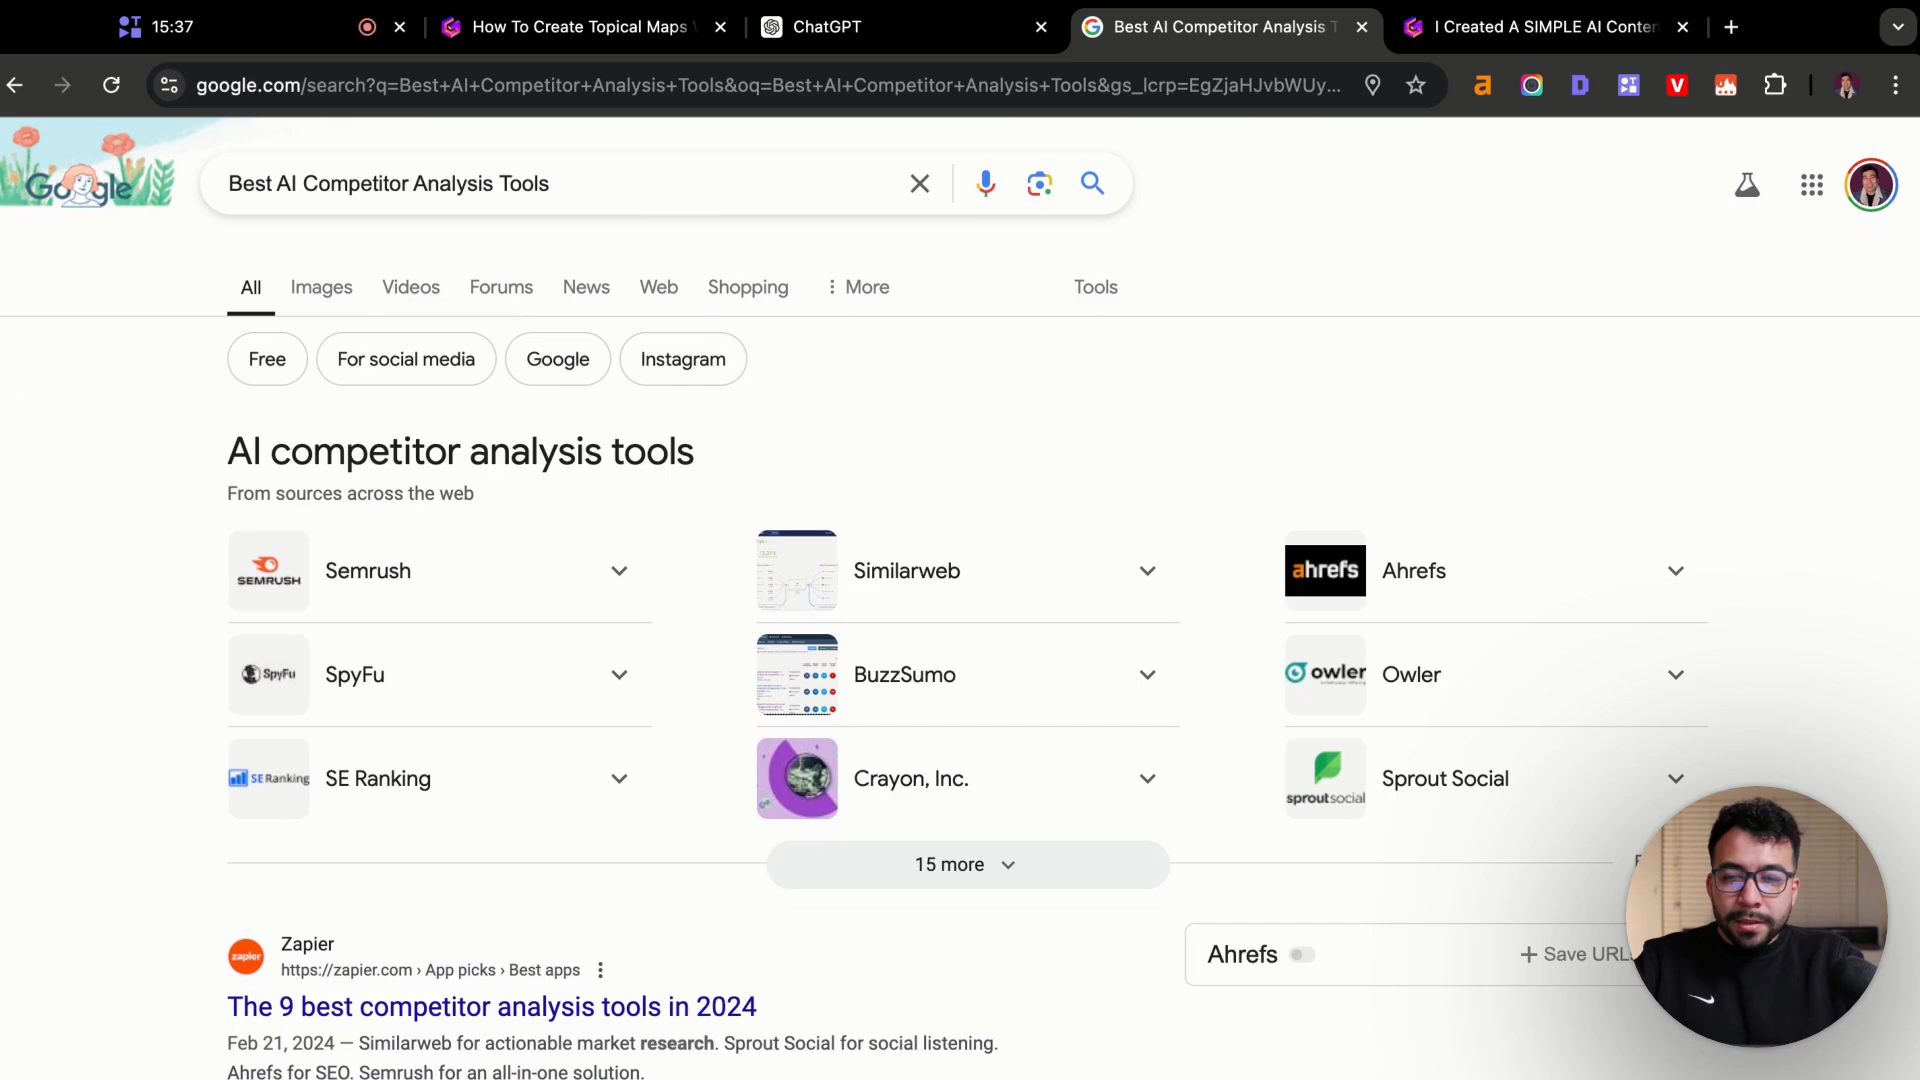 15:37
How To Create Topical Maps
ChatGPT
Best AI Competitor Analysis T
I Created A SIMPLE AI Conten
google.com/search?q=Best+AI+Competitor+Analysis+Tools&oq=Best+AI+Competitor+Analysis+Tools&gs_lcrp=EgZjaHJvbWUy...
Google
Best AI Competitor Analysis Tools
All
Images
Videos
Forums
News
Web
Shopping
More
Tools
Free
For social media
Google
Instagram
AI competitor analysis tools
From sources across the web
SEMRUSH
Semrush
Similarweb
ahrefs
Ahrefs
SpyFu
SpyFu
BuzzSumo
owler
Owler
SE Ranking
SE Ranking
Crayon, Inc.
sproutsocial
Sprout Social
15 more
zapier
Zapier
https://zapier.com › App picks › Best apps
The 9 best competitor analysis tools in 2024
Feb 21, 2024 — Similarweb for actionable market research. Sprout Social for social listening.
Ahrefs for SEO. Semrush for an all-in-one solution.
Ahrefs
+ Save URL